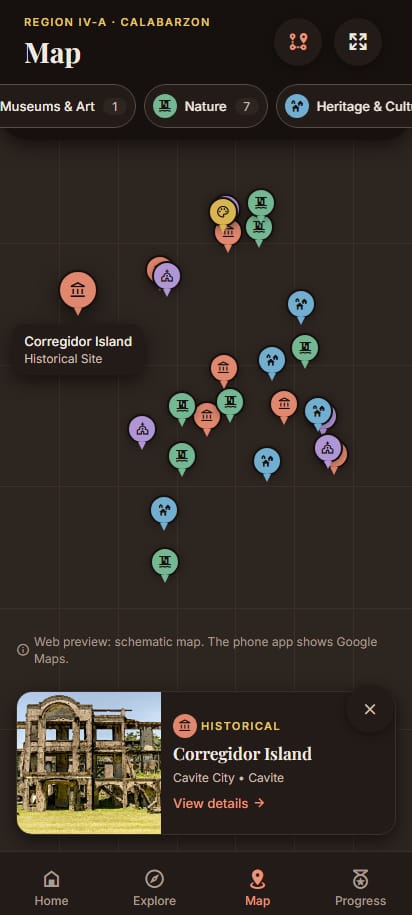 REGION IV-A • CALABARZON
Map
Museums & Art 1 Nature 7 Heritage & Cult
Corregidor Island
Historical Site
Web preview: schematic map. The phone app shows Google
Maps.
HISTORICAL
Corregidor Island
Cavite City • Cavite
View details →
Home Explore Map Progress